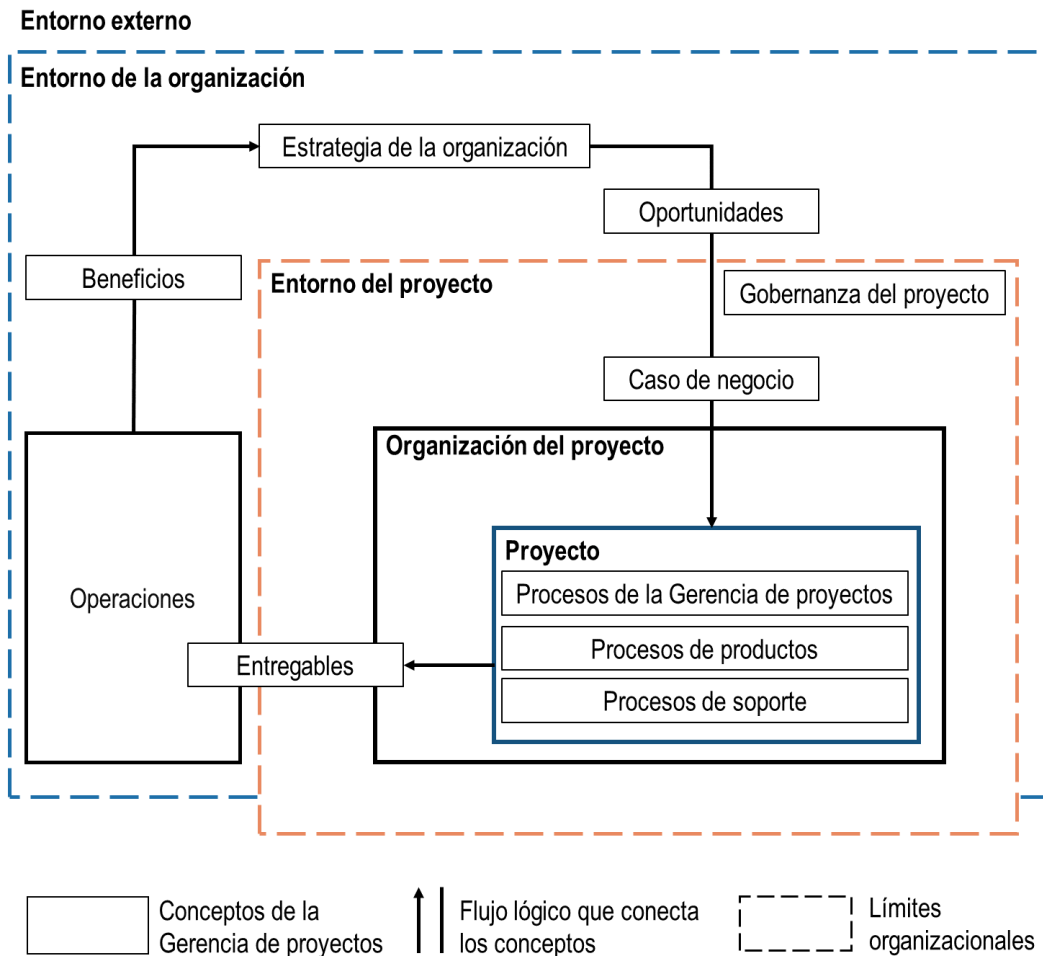 Entorno externo
Entorno de la organización
Estrategia de la organización
Oportunidades
Beneficios
Entorno del proyecto
Gobernanza del proyecto
Caso de negocio
Organización del proyecto
Proyecto
Procesos de la Gerencia de proyectos
Operaciones
Procesos de productos
Entregables
Procesos de soporte
Conceptos de la
Gerencia de proyectos
Flujo lógico que conecta
los conceptos
Límites
organizacionales